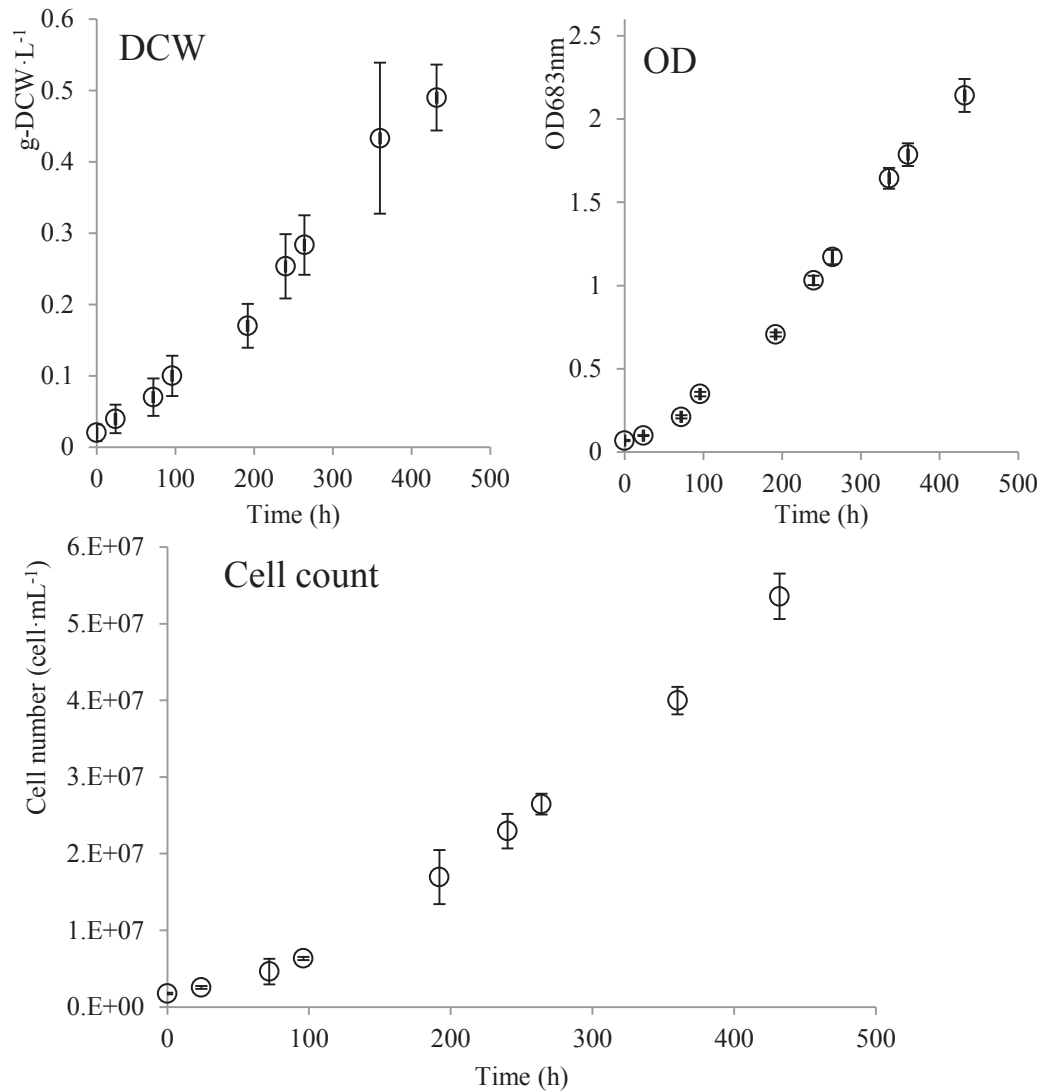 DCW
g-DCW·L⁻¹
0.6
0.5
0.4
0.3
0.2
0.1
0
0 100 200 300 400 500
Time (h)
OD
OD683nm
2.5
2
1.5
1
0.5
0
0 100 200 300 400 500
Time (h)
Cell count
Cell number (cell·mL⁻¹)
6.E+07
5.E+07
4.E+07
3.E+07
2.E+07
1.E+07
0.E+00
0 100 200 300 400 500
Time (h)